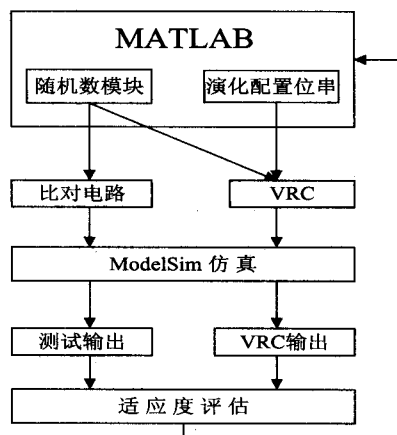 MATLAB
随机数模块
演化配置位串
比对电路
VRC
ModelSim 仿真
测试输出
VRC输出
适应度评估